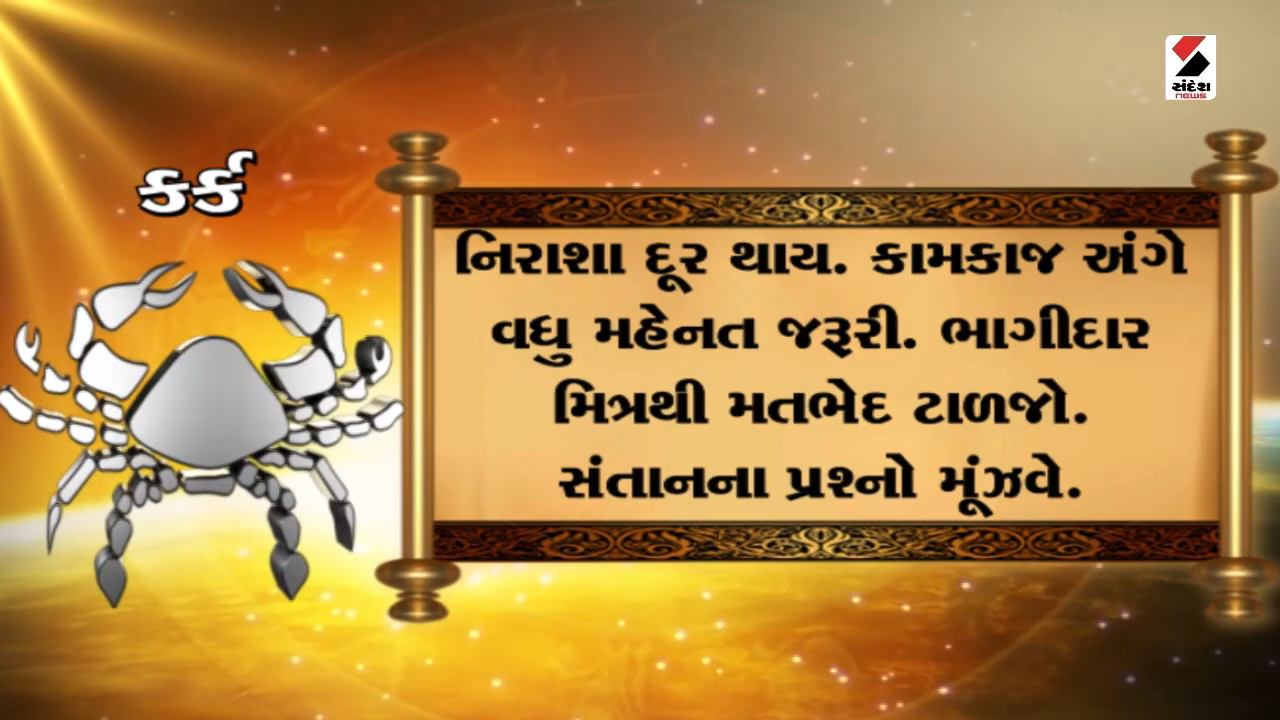 સંદેશ
NEWS
કર્ક
નિરાશા દૂર થાય. કામકાજ અંગે
વધુ મહેનત જરૂરી. ભાગીદાર
મિત્રથી મતભેદ ટાળજો.
સંતાનના પ્રશ્નો મૂંઝવે.